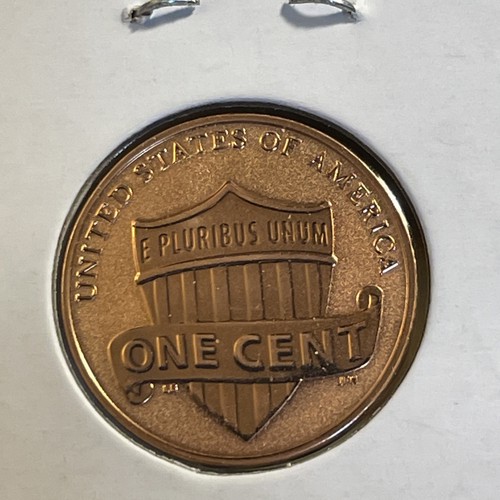 UNITED STATES OF AMERICA
E PLURIBUS UNUM
ONE CENT